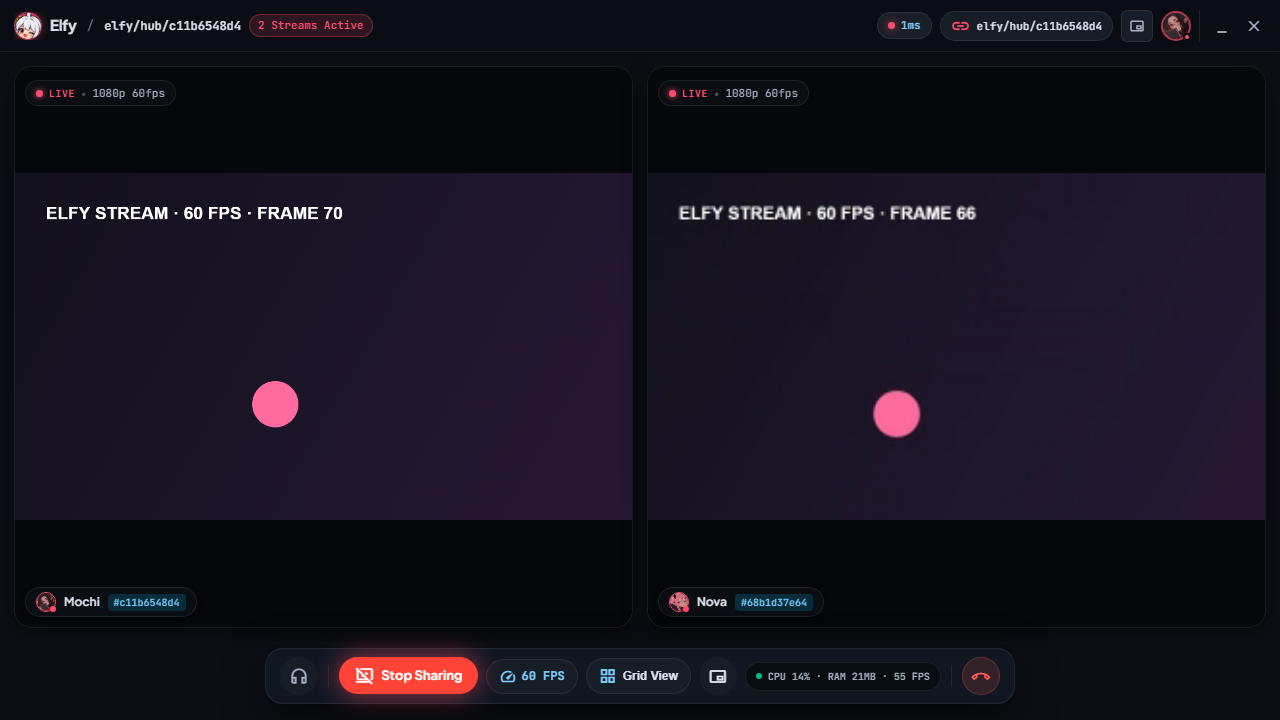 Elfy / elfy/hub/c11b6548d4 2 Streams Active 1ms elfy/hub/c11b6548d4
LIVE • 1080p 60fps
ELFY STREAM · 60 FPS · FRAME 70
Mochi #c11b6548d4
LIVE • 1080p 60fps
ELFY STREAM · 60 FPS · FRAME 66
Nova #68b1d37e64
Stop Sharing 60 FPS Grid View CPU 14% · RAM 21MB · 55 FPS